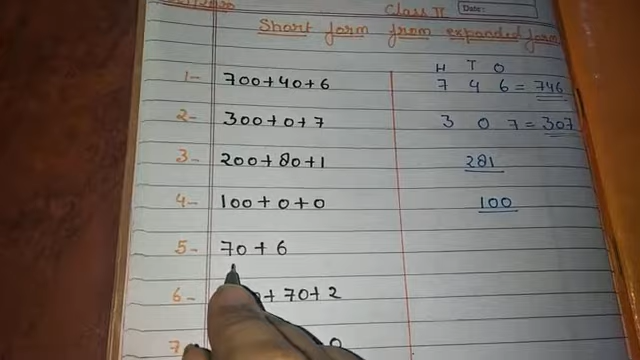 Class II
Date:
Short form from expanded form
H T O
1- 700+40+6 7 4 6 = 746
2- 300+0+7 3 0 7 = 307
3- 200+80+1 281
4- 100+0+0 100
5- 70+6
6- + 70+2
7